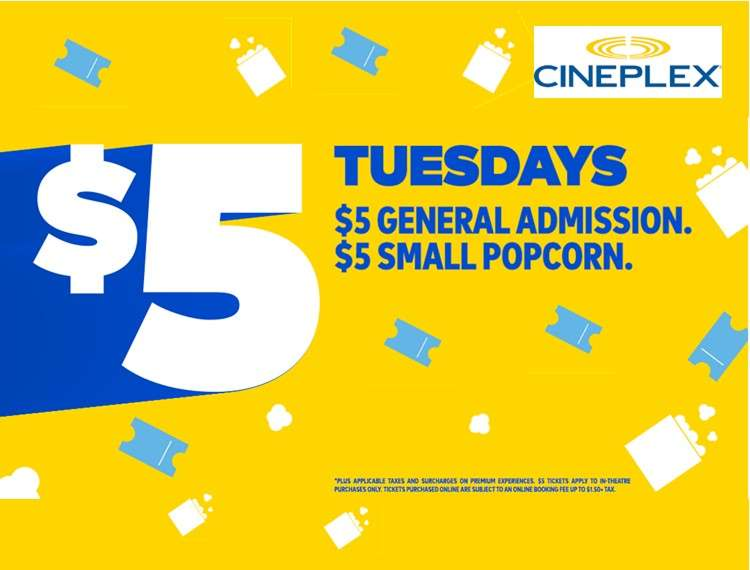 CINEPLEX
$5
TUESDAYS
$5 GENERAL ADMISSION.
$5 SMALL POPCORN.
*PLUS APPLICABLE TAXES AND SURCHARGES ON PREMIUM EXPERIENCES. $5 TICKETS APPLY TO IN-THEATRE
PURCHASES ONLY. TICKETS PURCHASED ONLINE ARE SUBJECT TO AN ONLINE BOOKING FEE UP TO $1.50+ TAX.